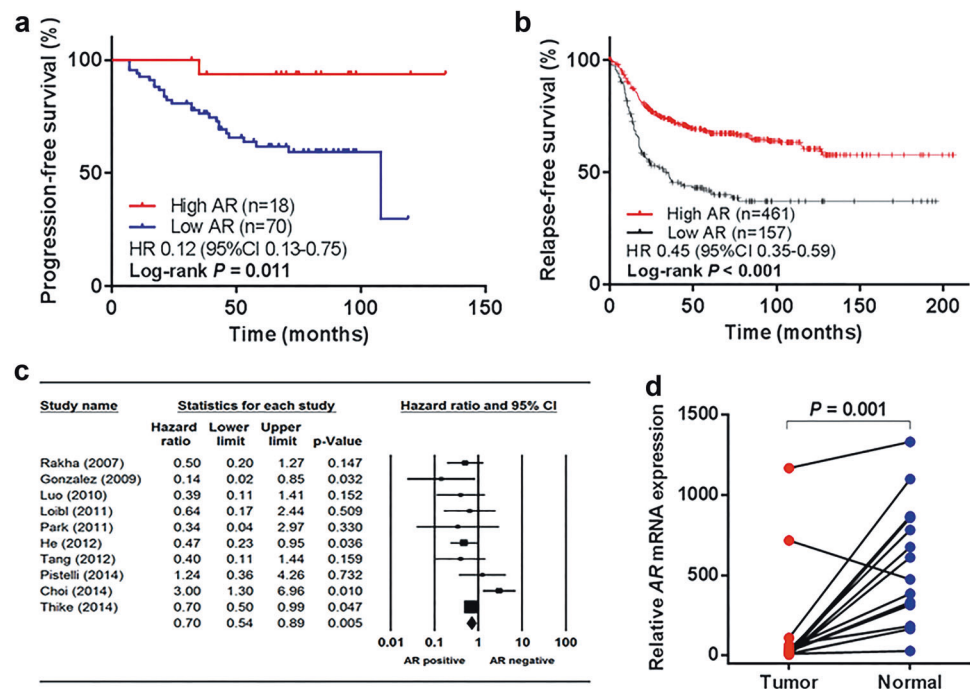 a
Progression-free survival (%)
100
50
0
0
50
100
150
Time (months)
High AR (n=18)
Low AR (n=70)
HR 0.12 (95%CI 0.13-0.75)
Log-rank P = 0.011
b
Relapse-free survival (%)
100
50
0
0
50
100
150
200
Time (months)
High AR (n=461)
Low AR (n=157)
HR 0.45 (95%CI 0.35-0.59)
Log-rank P < 0.001
c
Study name Statistics for each study Hazard ratio and 95% CI
Hazard ratio Lower limit Upper limit p-Value
Rakha (2007) 0.50 0.20 1.27 0.147
Gonzalez (2009) 0.14 0.02 0.85 0.032
Luo (2010) 0.39 0.11 1.41 0.152
Loibl (2011) 0.64 0.17 2.44 0.509
Park (2011) 0.34 0.04 2.97 0.330
He (2012) 0.47 0.23 0.95 0.036
Tang (2012) 0.40 0.11 1.44 0.159
Pistelli (2014) 1.24 0.36 4.26 0.732
Choi (2014) 3.00 1.30 6.96 0.010
Thike (2014) 0.70 0.50 0.99 0.047
0.70 0.54 0.89 0.005
0.01 0.1 1 10 100
AR positive AR negative
d
P = 0.001
Relative AR mRNA expression
1500
1000
500
0
Tumor Normal